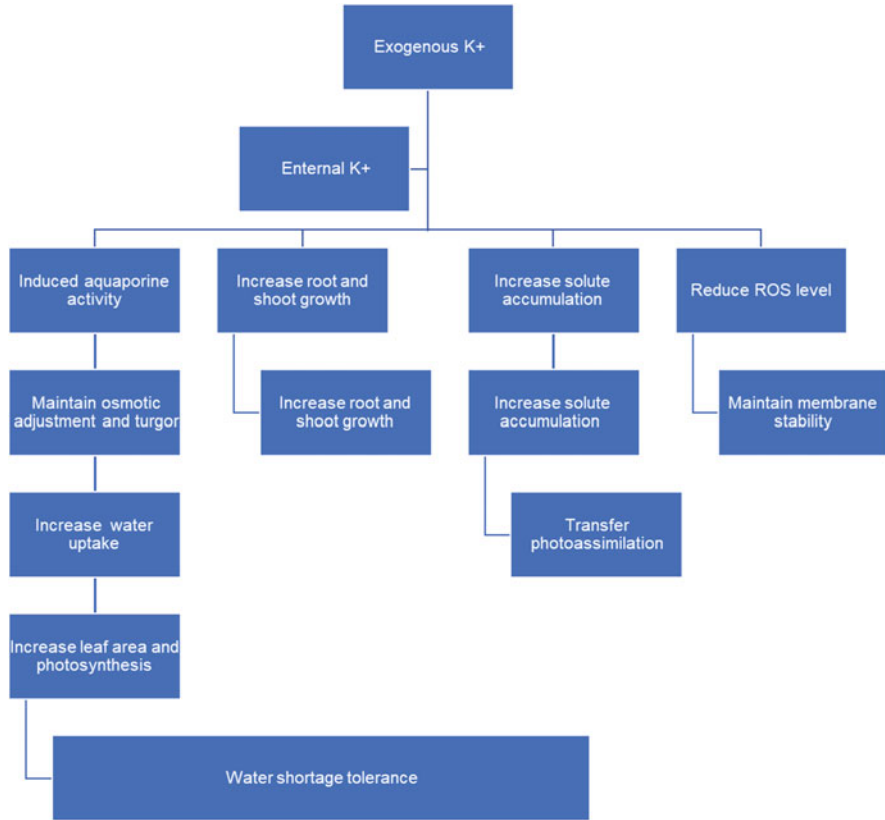 Exogenous K+
Enternal K+
Induced aquaporine
activity
Increase root and
shoot growth
Increase solute
accumulation
Reduce ROS level
Maintain osmotic
adjustment and turgor
Increase root and
shoot growth
Increase solute
accumulation
Maintain membrane
stability
Increase water
uptake
Transfer
photoassimilation
Increase leaf area and
photosynthesis
Water shortage tolerance